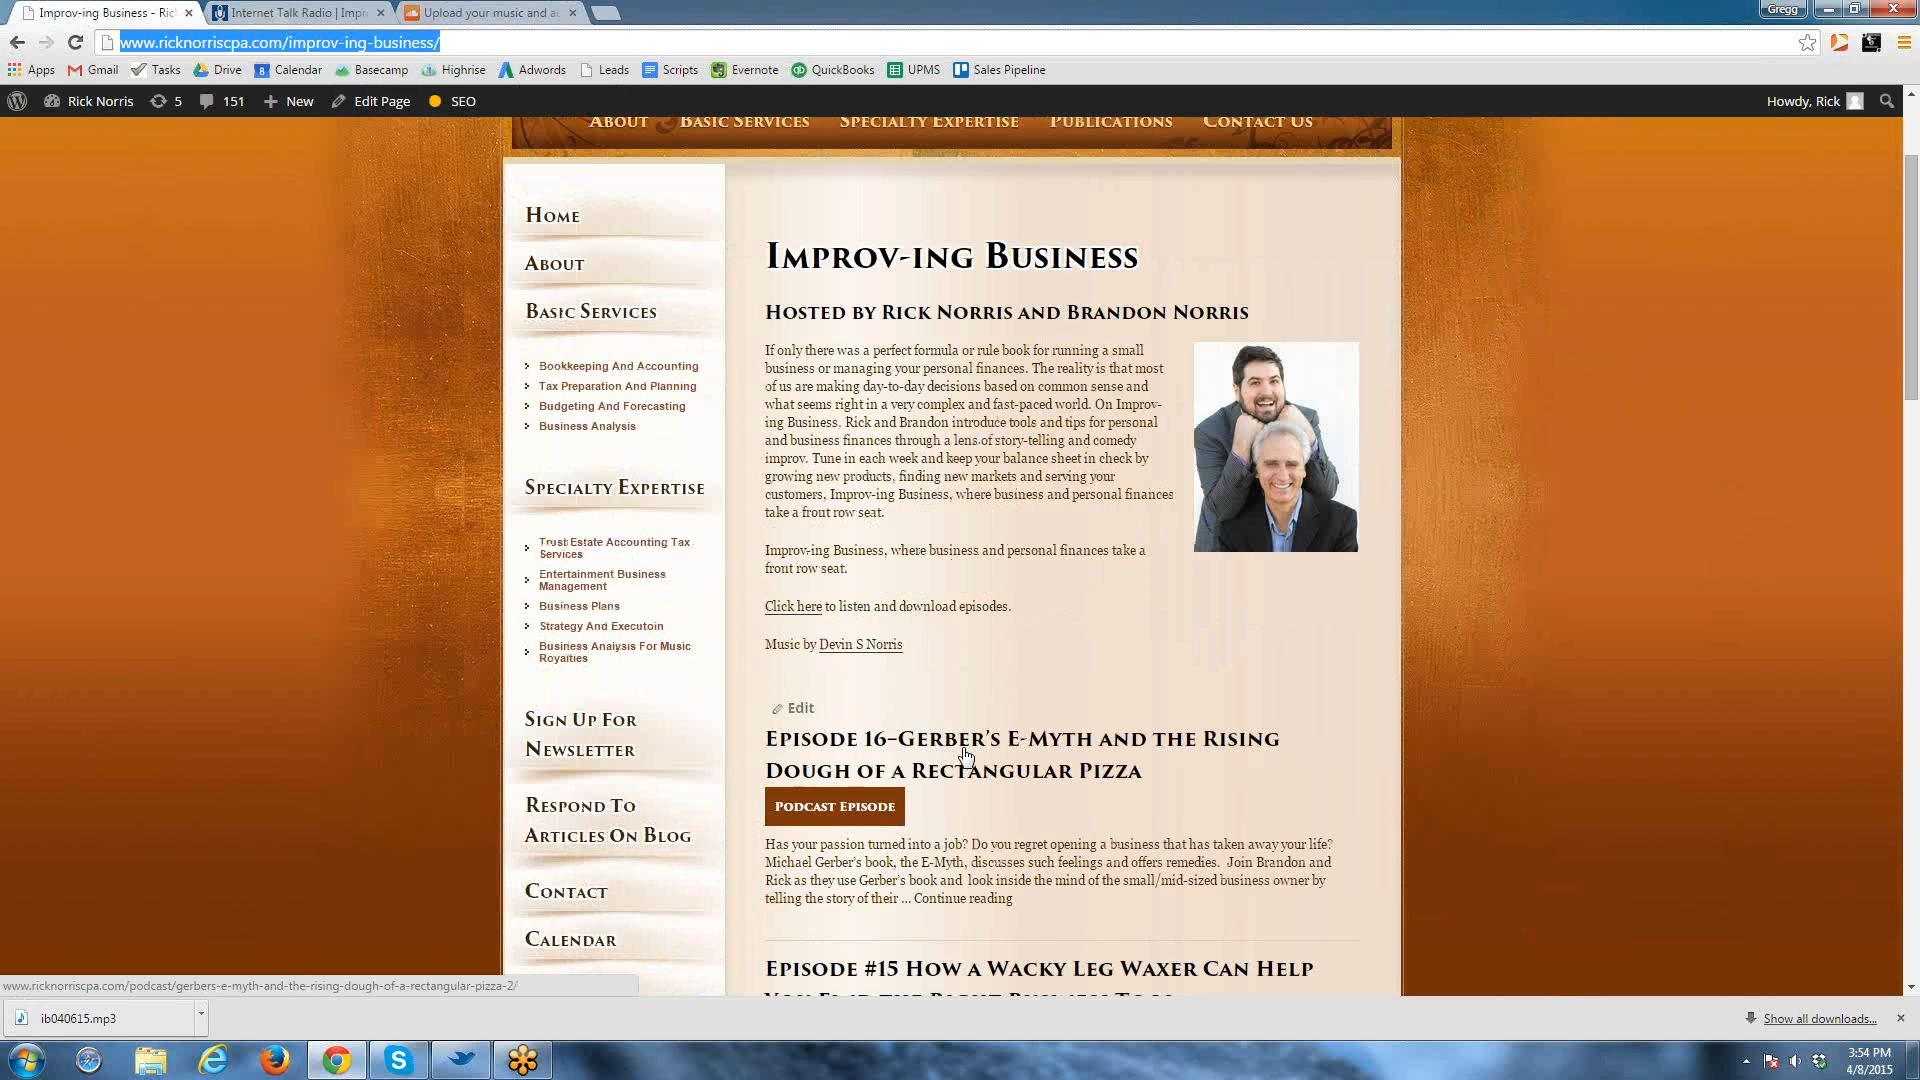 Improv-ing Business - Ric
Internet Talk Radio | Impr
Upload your music and a
Gregg
www.ricknorriscpa.com/improv-ing-business/
Apps Gmail Tasks Drive Calendar Basecamp Highrise Adwords Leads Scripts Evernote QuickBooks UPMS Sales Pipeline
Rick Norris 5 151 New Edit Page SEO Howdy, Rick
About Basic Services Specialty Expertise Publications Contact Us
Home
About
Basic Services
Bookkeeping And Accounting
Tax Preparation And Planning
Budgeting And Forecasting
Business Analysis
Specialty Expertise
Trust Estate Accounting Tax
Services
Entertainment Business
Management
Business Plans
Strategy And Executoin
Business Analysis For Music
Royalties
Sign Up For
Newsletter
Respond To
Articles On Blog
Contact
Calendar
Improv-ing Business
Hosted by Rick Norris and Brandon Norris
If only there was a perfect formula or rule book for running a small
business or managing your personal finances. The reality is that most
of us are making day-to-day decisions based on common sense and
what seems right in a very complex and fast-paced world. On Improv-
ing Business, Rick and Brandon introduce tools and tips for personal
and business finances through a lens of story-telling and comedy
improv. Tune in each week and keep your balance sheet in check by
growing new products, finding new markets and serving your
customers, Improv-ing Business, where business and personal finances
take a front row seat.
Improv-ing Business, where business and personal finances take a
front row seat.
Click here to listen and download episodes.
Music by Devin S Norris
Edit
Episode 16–Gerber's E-Myth and the Rising
Dough of a Rectangular Pizza
Podcast Episode
Has your passion turned into a job? Do you regret opening a business that has taken away your life?
Michael Gerber's book, the E-Myth, discusses such feelings and offers remedies. Join Brandon and
Rick as they use Gerber's book and look inside the mind of the small/mid-sized business owner by
telling the story of their ... Continue reading
Episode #15 How a Wacky Leg Waxer Can Help
You Find the Right Business Tools
www.ricknorriscpa.com/podcast/gerbers-e-myth-and-the-rising-dough-of-a-rectangular-pizza-2/
ib040615.mp3
Show all downloads...
3:54 PM
4/8/2015